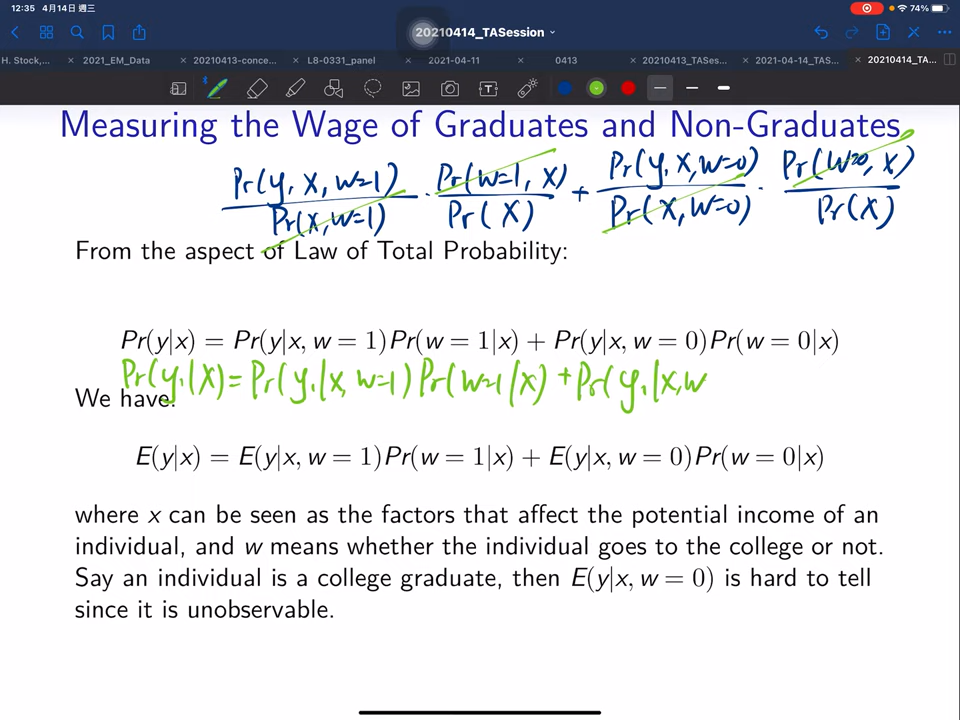 12:35 4月14日 週三
74%
20210414_TASession
H. Stock,... × 2021_EM_Data × 20210413-conce... × L8-0331_panel × 2021-04-11 × 0413 × 20210413_TASes... × 2021-04-14_TAS... × 20210414_TA...
Measuring the Wage of Graduates and Non-Graduates
Pr(y, x, w=1) / Pr(x, w=1) · Pr(w=1, x) / Pr(x) + Pr(y, x, w=0) / Pr(x, w=0) · Pr(w=0, x) / Pr(x)
From the aspect of Law of Total Probability:
Pr(y|x) = Pr(y|x, w = 1)Pr(w = 1|x) + Pr(y|x, w = 0)Pr(w = 0|x)
Pr(y₁|x)=Pr(y₁|x, w=1)Pr(w=1|x) + Pr(y₁|x,w
We have:
E(y|x) = E(y|x, w = 1)Pr(w = 1|x) + E(y|x, w = 0)Pr(w = 0|x)
where x can be seen as the factors that affect the potential income of an
individual, and w means whether the individual goes to the college or not.
Say an individual is a college graduate, then E(y|x, w = 0) is hard to tell
since it is unobservable.